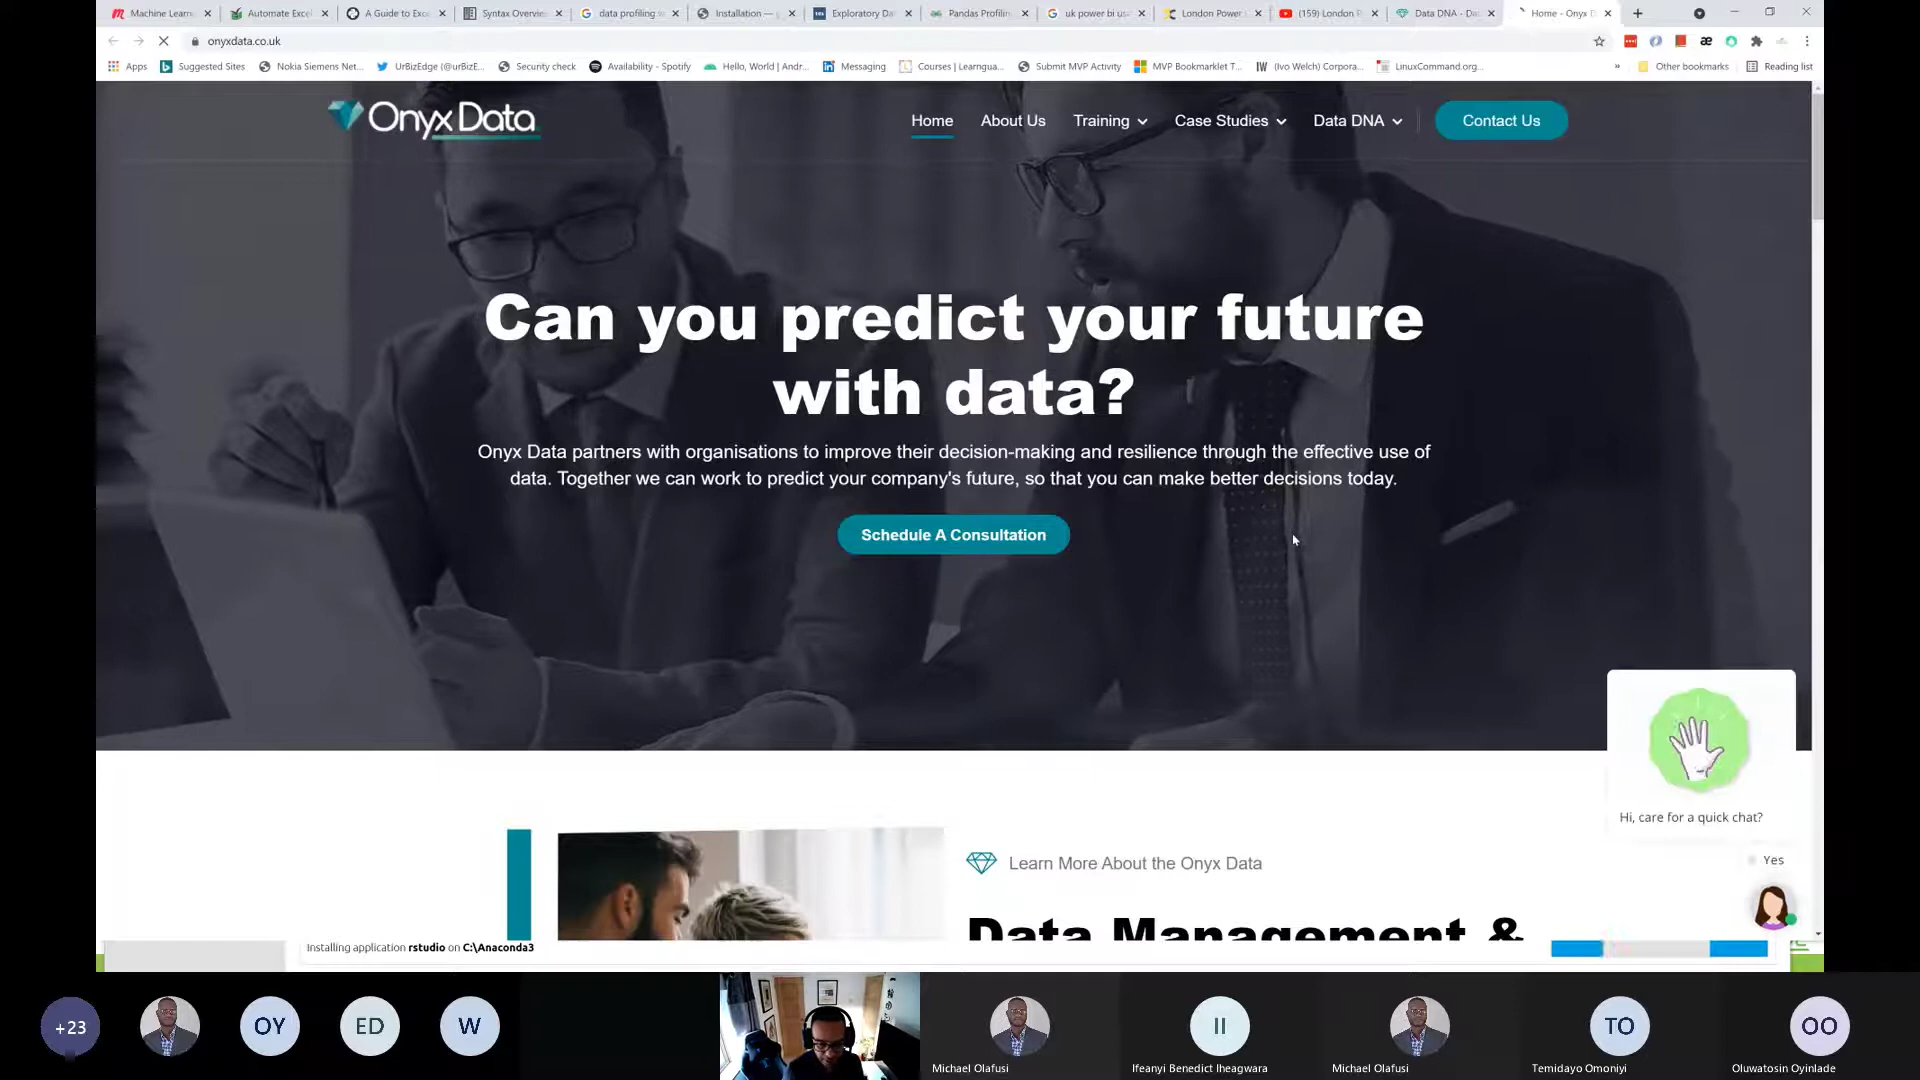 Machine Learn
Automate Excel
A Guide to Exc
Syntax Overvie
data profiling
Installation —
Exploratory Da
Pandas Profilin
uk power bi us
London Power
(159) London
Data DNA - Da
Home - Onyx D
onyxdata.co.uk
Apps
Suggested Sites
Nokia Siemens Net...
UrBizEdge (@urBizE...
Security check
Availability - Spotify
Hello, World | Andr...
Messaging
Courses | Learngua...
Submit MVP Activity
MVP Bookmarklet T...
(Ivo Welch) Corpora...
LinuxCommand.org...
»
Other bookmarks
Reading list
Onyx Data
Home
About Us
Training
Case Studies
Data DNA
Contact Us
Can you predict your future
with data?
Onyx Data partners with organisations to improve their decision-making and resilience through the effective use of
data. Together we can work to predict your company's future, so that you can make better decisions today.
Schedule A Consultation
Hi, care for a quick chat?
Yes
Learn More About the Onyx Data
Data Management &
Installing application rstudio on C:\Anaconda3
+23
OY
ED
W
II
TO
OO
Michael Olafusi
Ifeanyi Benedict Iheagwara
Michael Olafusi
Temidayo Omoniyi
Oluwatosin Oyinlade